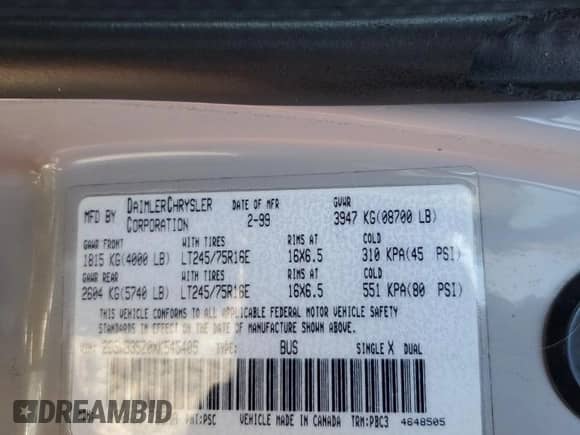 MFD BY DAIMLERCHRYSLER CORPORATION DATE OF MFR 2-99 GVWR 3947 KG(08700 LB)
GAWR FRONT WITH TIRES RIMS AT COLD
1815 KG(4000 LB) LT245/75R16E 16X6.5 310 KPA(45 PSI)
GAWR REAR WITH TIRES RIMS AT COLD
2604 KG(5740 LB) LT245/75R16E 16X6.5 551 KPA(80 PSI)
THIS VEHICLE CONFORMS TO ALL APPLICABLE FEDERAL MOTOR VEHICLE SAFETY
STANDARDS IN EFFECT ON THE DATE OF MANUFACTURE SHOWN ABOVE
TYPE: BUS SINGLE X DUAL
PNT:PSC VEHICLE MADE IN CANADA TRM:PBC3 4648505
DREAMBID